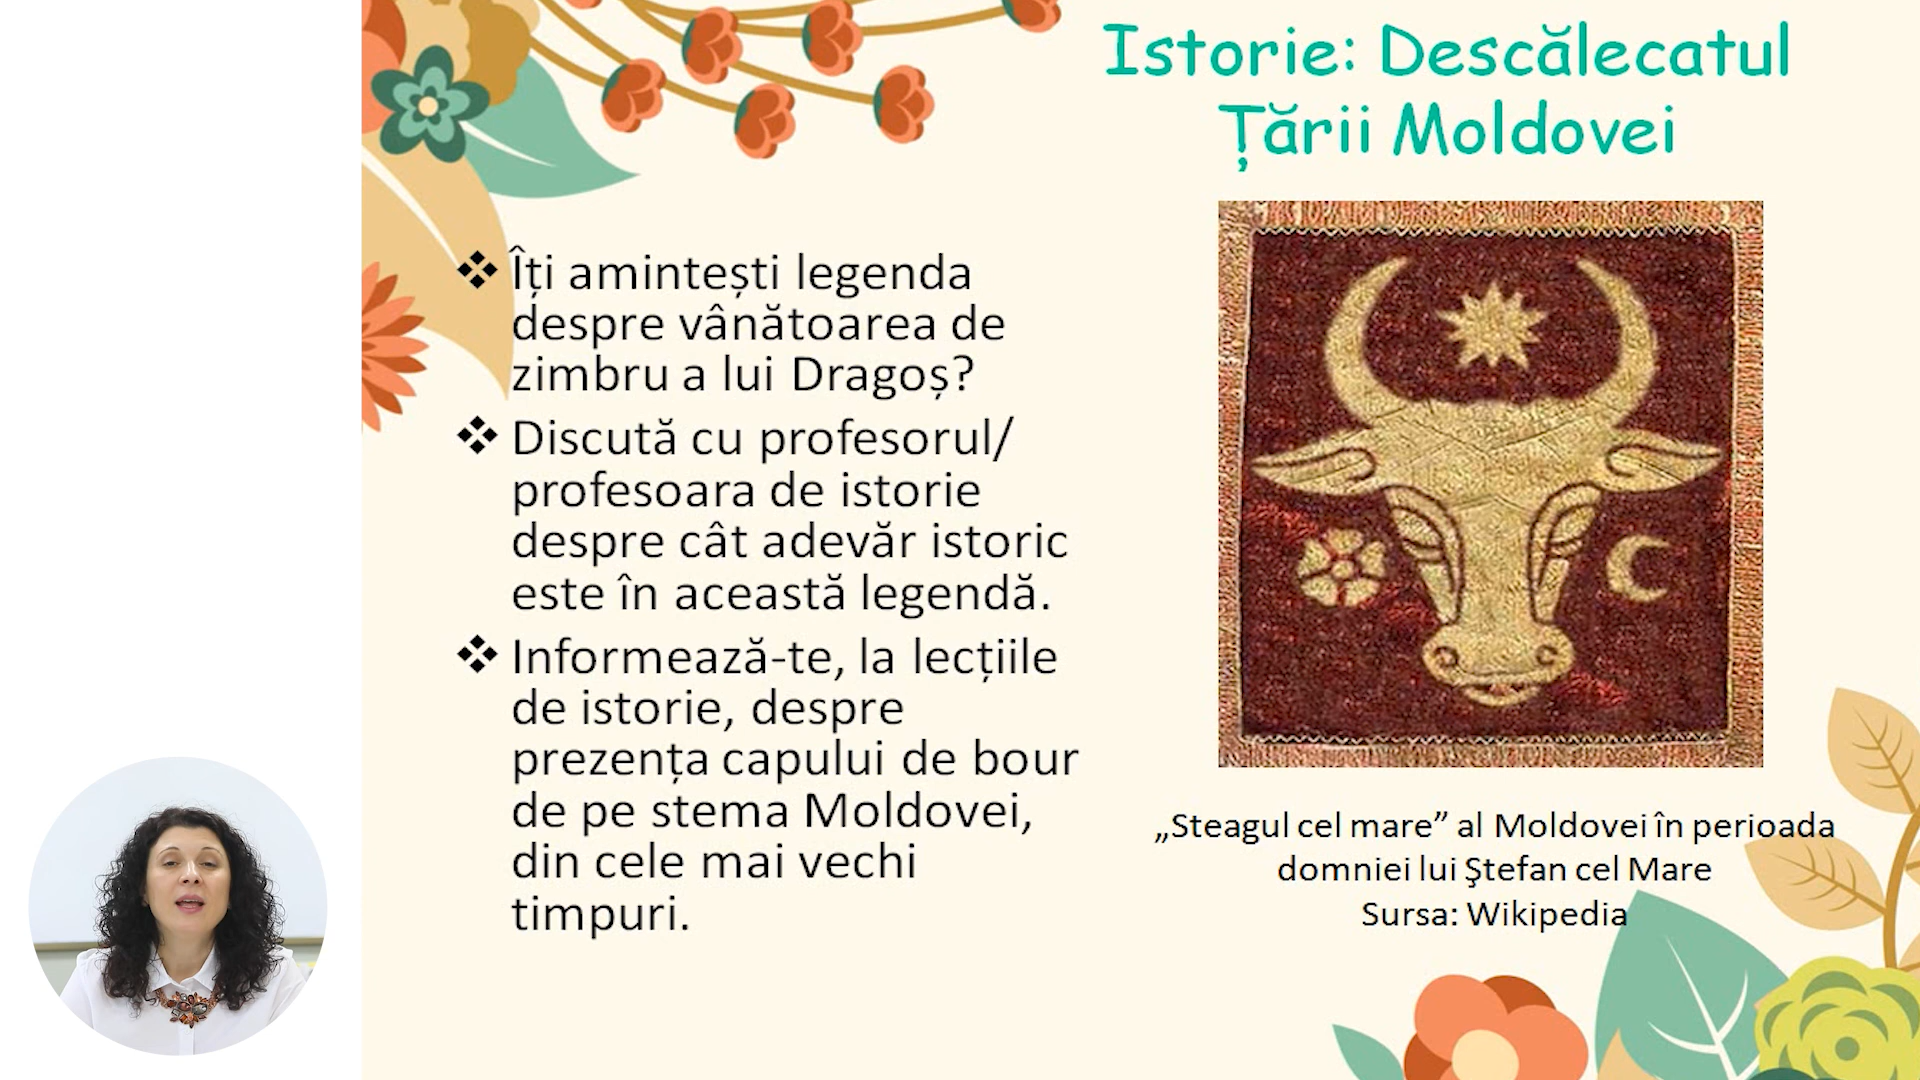 Istorie: Descălecatul
Țării Moldovei
❖ Îți amintești legenda
despre vânătoarea de
zimbru a lui Dragoș?
❖ Discută cu profesorul/
profesoara de istorie
despre cât adevăr istoric
este în această legendă.
❖ Informează-te, la lecțiile
de istorie, despre
prezența capului de bour
de pe stema Moldovei,
din cele mai vechi
timpuri.
„Steagul cel mare” al Moldovei în perioada
domniei lui Ştefan cel Mare
Sursa: Wikipedia